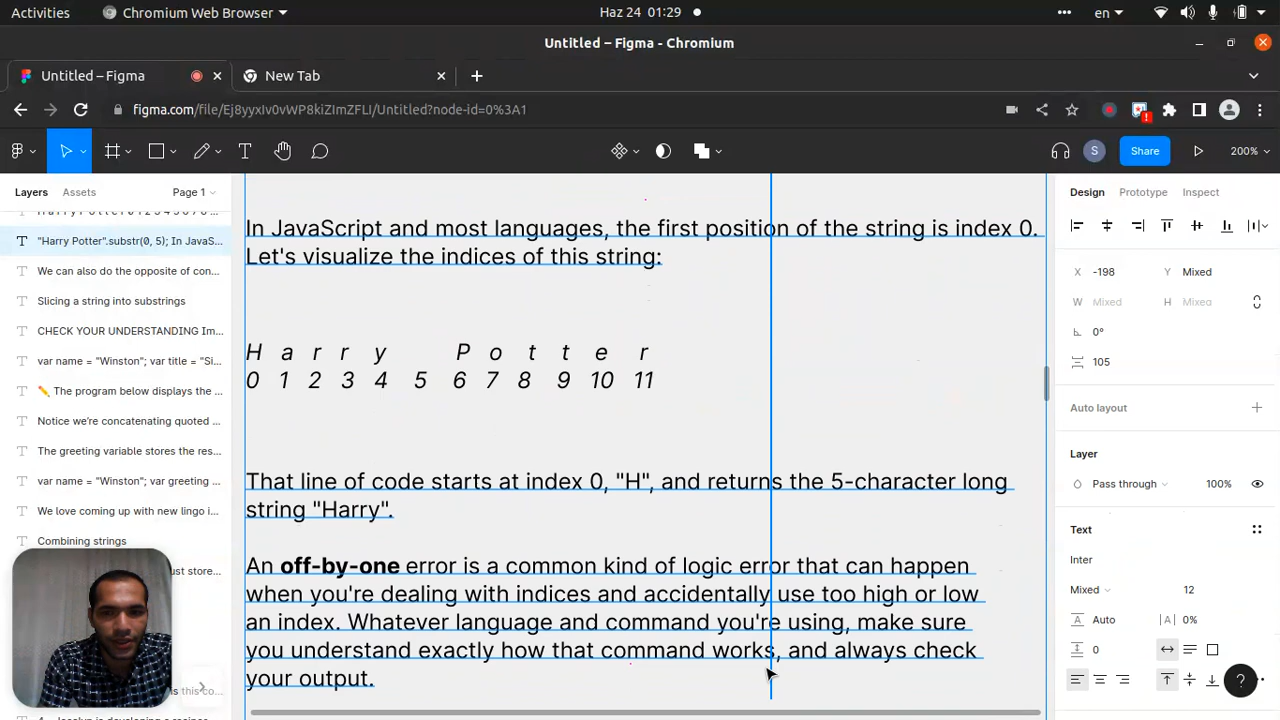 Activities Chromium Web Browser Haz 24 01:29 en
Untitled – Figma - Chromium
Untitled – Figma New Tab
figma.com/file/Ej8yyxIv0vWP8kiZImZFLI/Untitled?node-id=0%3A1
S Share 200%
Layers Assets Page 1 Design Prototype Inspect
"Harry Potter".substr(0, 5); In JavaS...
We can also do the opposite of con...
Slicing a string into substrings
CHECK YOUR UNDERSTANDING Im...
var name = "Winston"; var title = "Si...
✏️ The program below displays the...
Notice we're concatenating quoted ...
The greeting variable stores the res...
var name = "Winston"; var greeting ...
We love coming up with new lingo i...
Combining strings
In JavaScript and most languages, the first position of the string is index 0.
Let's visualize the indices of this string:
H a r r y P o t t e r
0 1 2 3 4 5 6 7 8 9 10 11
That line of code starts at index 0, "H", and returns the 5-character long
string "Harry".
An off-by-one error is a common kind of logic error that can happen
when you're dealing with indices and accidentally use too high or low
an index. Whatever language and command you're using, make sure
you understand exactly how that command works, and always check
your output.
X -198 Y Mixed
W Mixed H Mixed
0°
105
Auto layout
Layer
Pass through 100%
Text
Inter
Mixed 12
Auto 0%
0
?